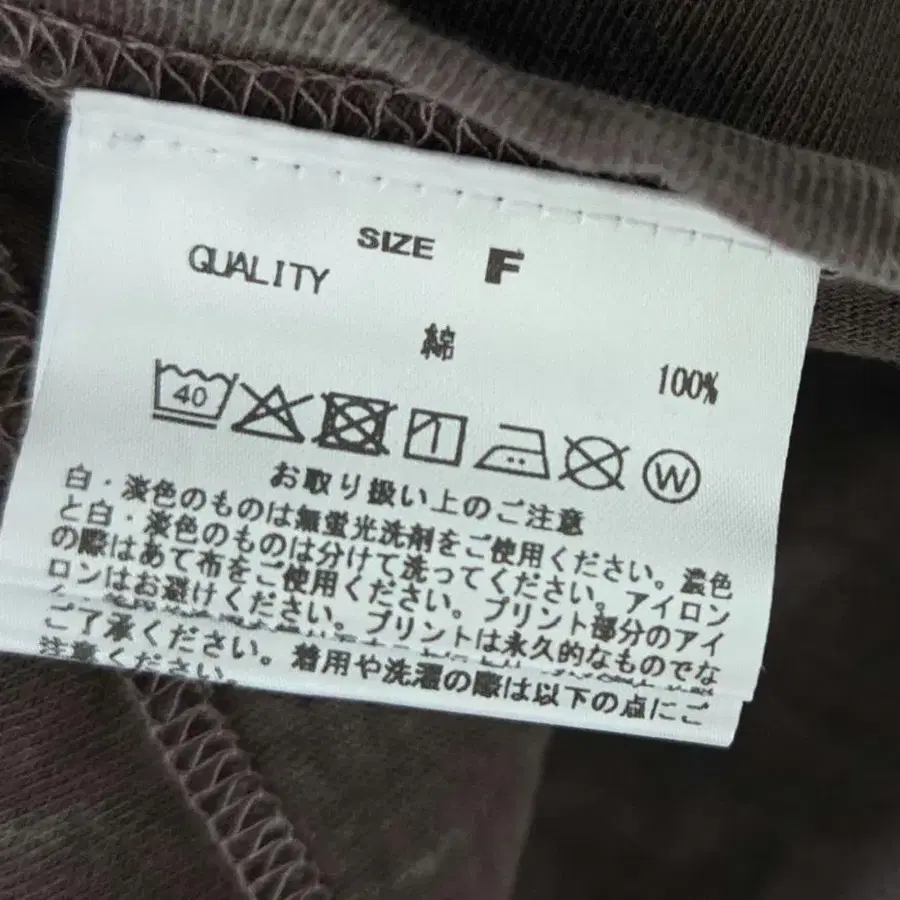 SIZE F
QUALITY
綿 100%
40
W
お取り扱い上のご注意
白・淡色のものは無蛍光洗剤をご使用ください。濃色
と白・淡色のものは分けて洗ってください。アイロン
の際はあて布をご使用ください。プリント部分のアイ
ロンはお避けください。プリントは永久的なものでな
ご了承ください。着用や洗濯の際は以下の点にご
注意ください。